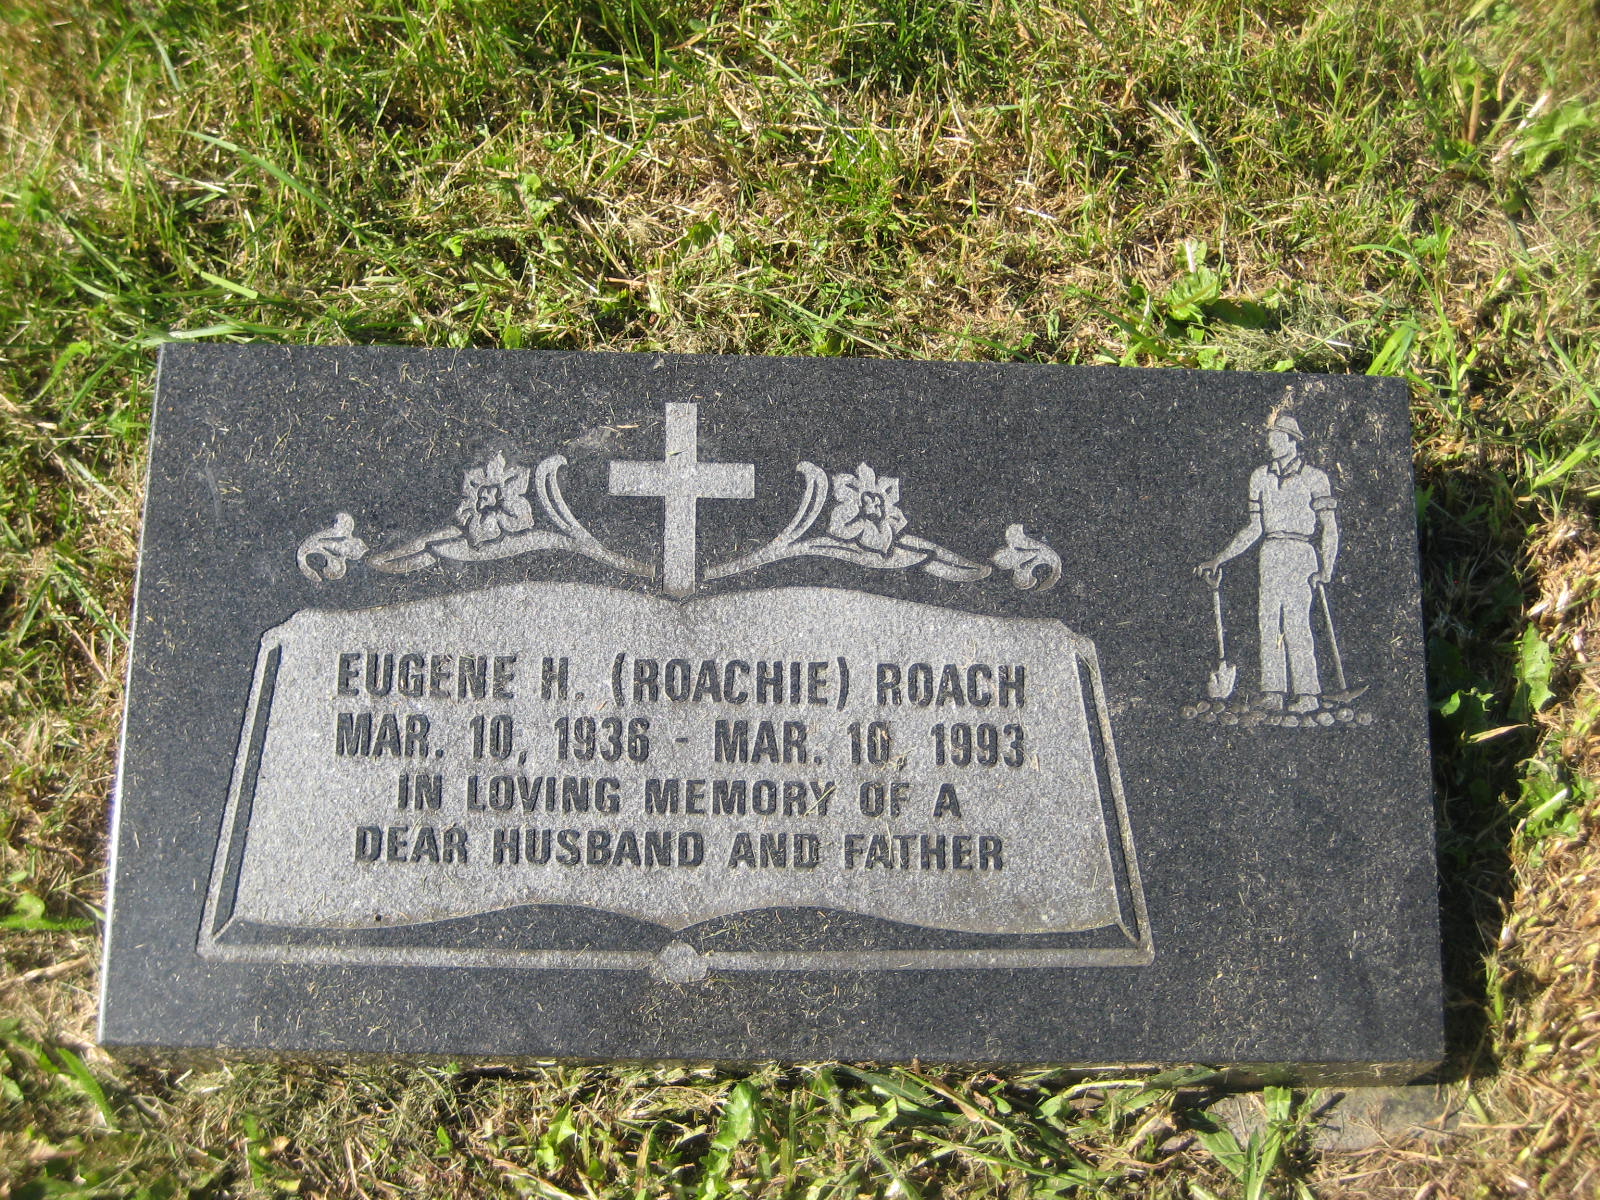 EUGENE H. (ROACHIE) ROACH
MAR. 10, 1936 - MAR. 10, 1993
IN LOVING MEMORY OF A
DEAR HUSBAND AND FATHER